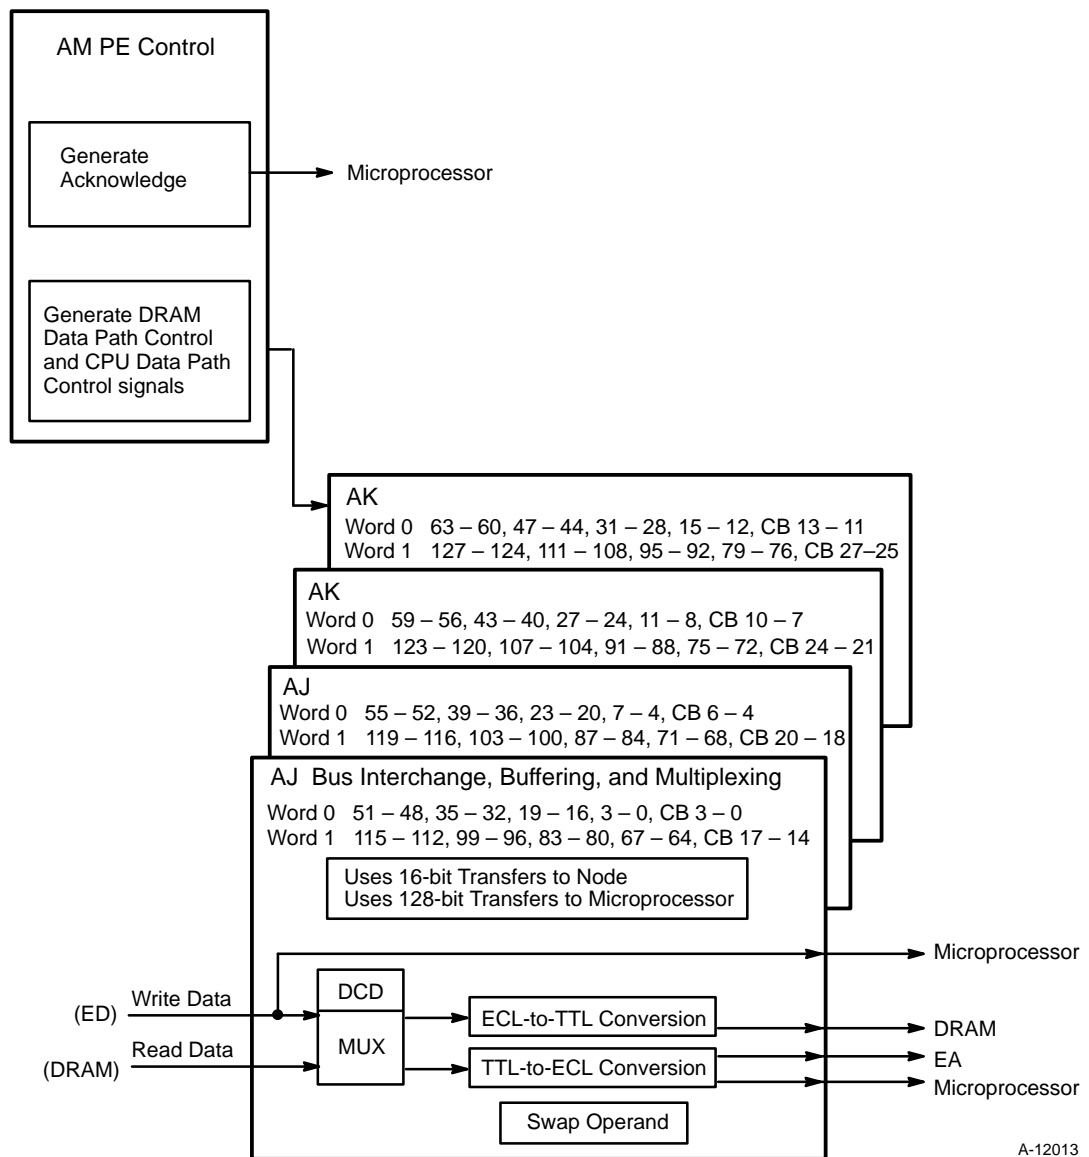 AM PE Control
Generate
Acknowledge
Microprocessor
Generate DRAM
Data Path Control
and CPU Data Path
Control signals
AK
Word 0 63 – 60, 47 – 44, 31 – 28, 15 – 12, CB 13 – 11
Word 1 127 – 124, 111 – 108, 95 – 92, 79 – 76, CB 27–25
AK
Word 0 59 – 56, 43 – 40, 27 – 24, 11 – 8, CB 10 – 7
Word 1 123 – 120, 107 – 104, 91 – 88, 75 – 72, CB 24 – 21
AJ
Word 0 55 – 52, 39 – 36, 23 – 20, 7 – 4, CB 6 – 4
Word 1 119 – 116, 103 – 100, 87 – 84, 71 – 68, CB 20 – 18
AJ Bus Interchange, Buffering, and Multiplexing
Word 0 51 – 48, 35 – 32, 19 – 16, 3 – 0, CB 3 – 0
Word 1 115 – 112, 99 – 96, 83 – 80, 67 – 64, CB 17 – 14
Uses 16-bit Transfers to Node
Uses 128-bit Transfers to Microprocessor
Microprocessor
(ED) Write Data
DCD
ECL-to-TTL Conversion
DRAM
(DRAM) Read Data
MUX
TTL-to-ECL Conversion
EA
Microprocessor
Swap Operand
A-12013